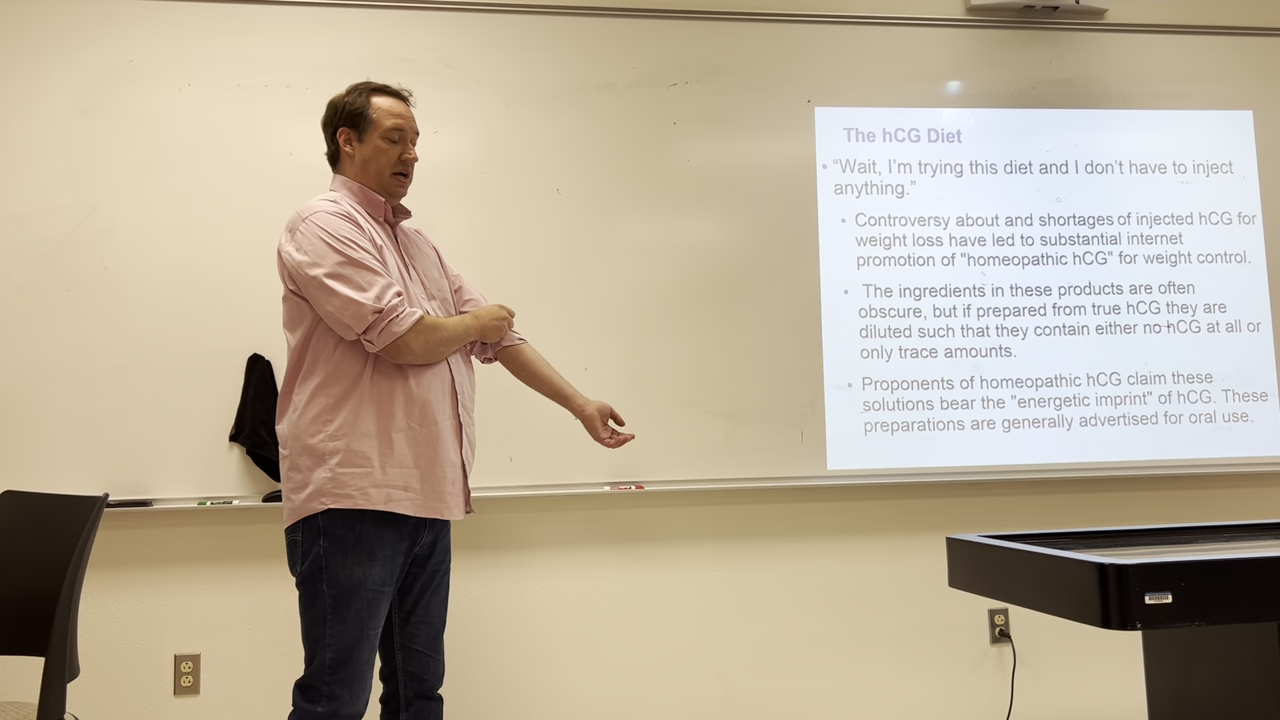 The hCG Diet
• “Wait, I’m trying this diet and I don’t have to inject
anything.”
• Controversy about and shortages of injected hCG for
weight loss have led to substantial internet
promotion of "homeopathic hCG" for weight control.
• The ingredients in these products are often
obscure, but if prepared from true hCG they are
diluted such that they contain either no hCG at all or
only trace amounts.
• Proponents of homeopathic hCG claim these
solutions bear the "energetic imprint" of hCG. These
preparations are generally advertised for oral use.